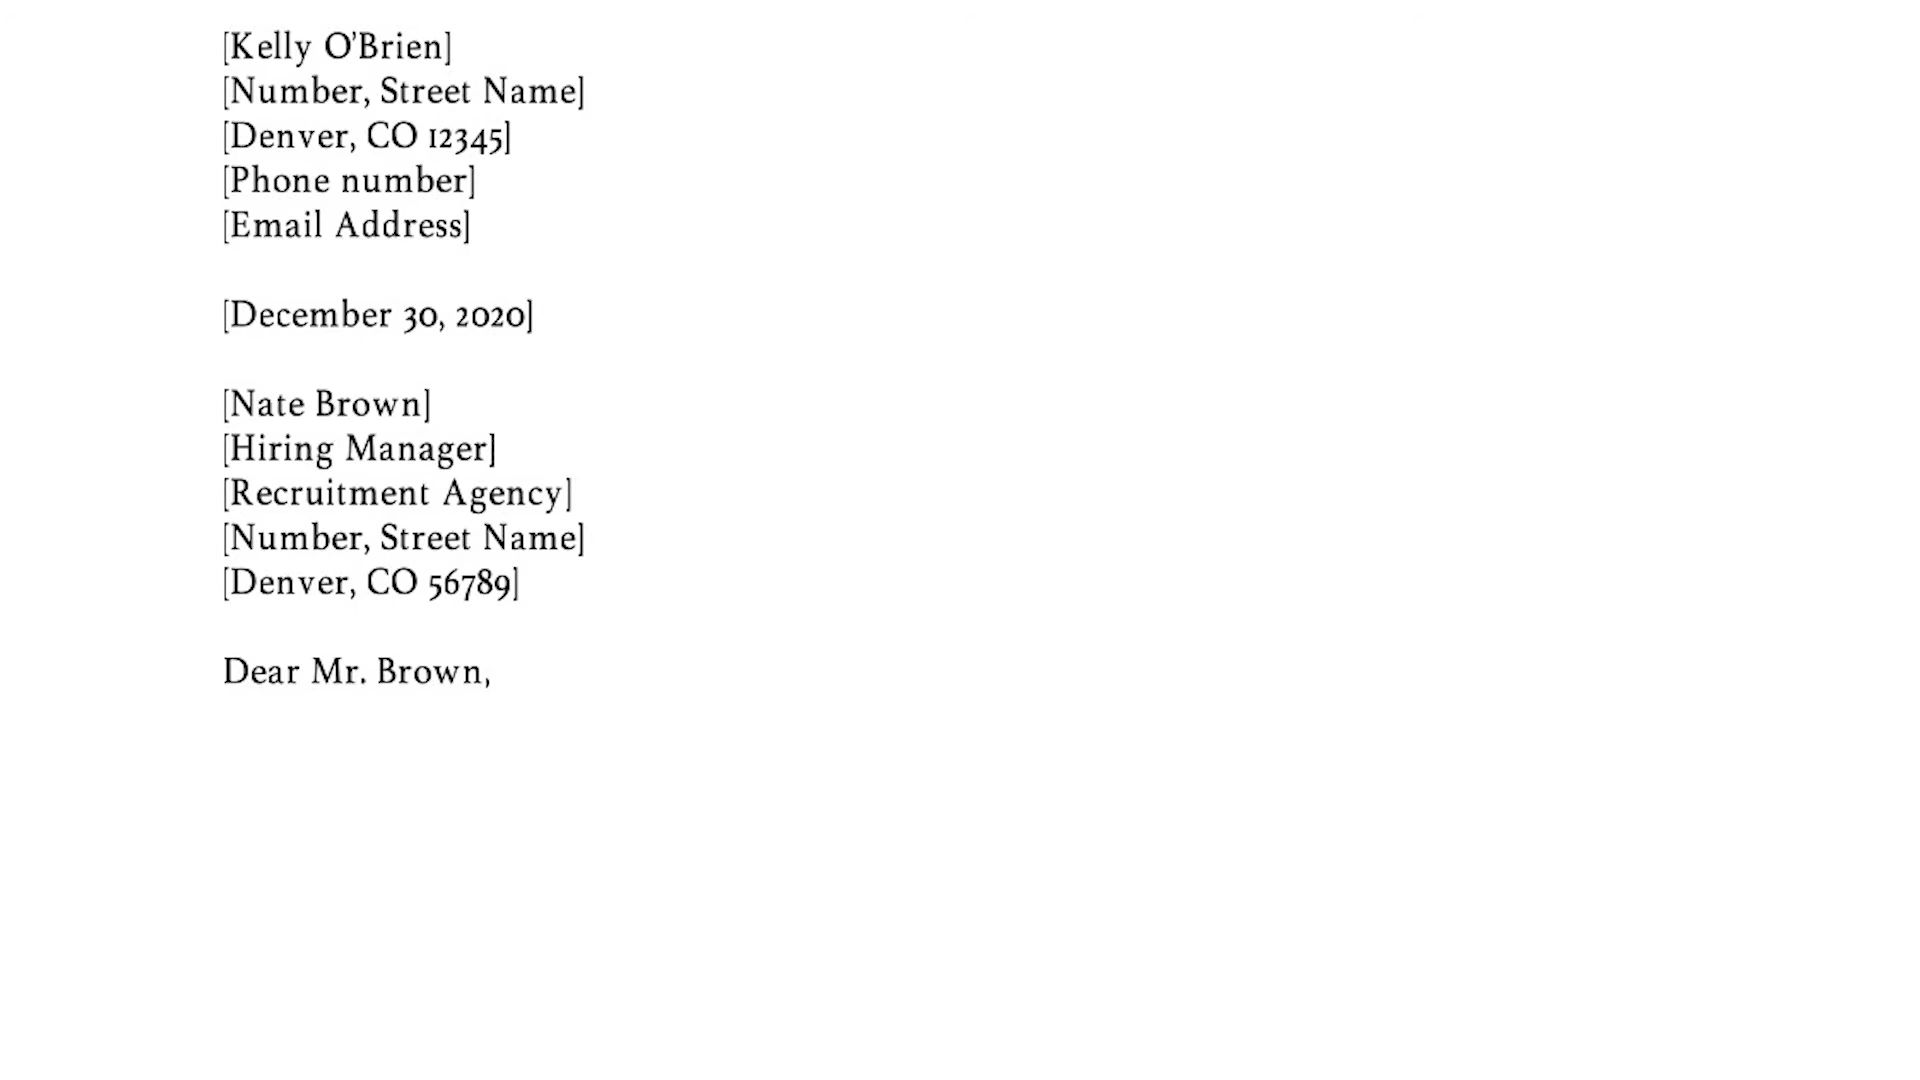 [Kelly O’Brien]
[Number, Street Name]
[Denver, CO 12345]
[Phone number]
[Email Address]
[December 30, 2020]
[Nate Brown]
[Hiring Manager]
[Recruitment Agency]
[Number, Street Name]
[Denver, CO 56789]
Dear Mr. Brown,